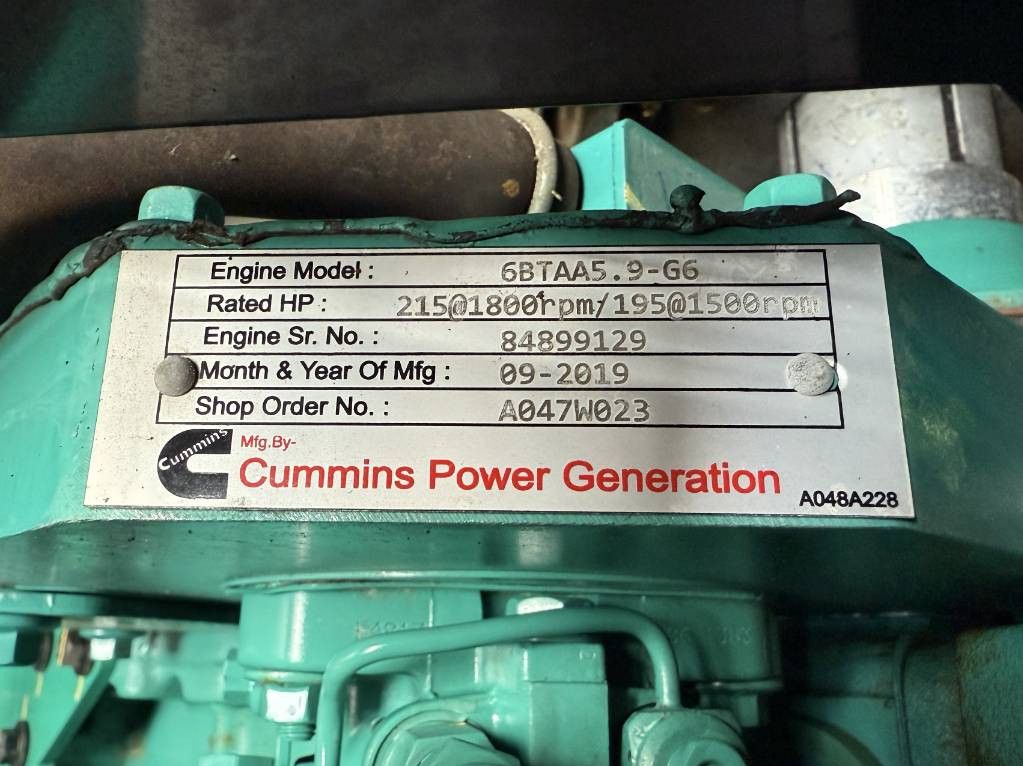 Engine Model : 6BTAA5.9-G6
Rated HP : 215@1800rpm/195@1500rpm
Engine Sr. No. : 84899129
Month & Year Of Mfg : 09-2019
Shop Order No. : A047W023
Cummins
Mfg.By-
Cummins Power Generation
A048A228